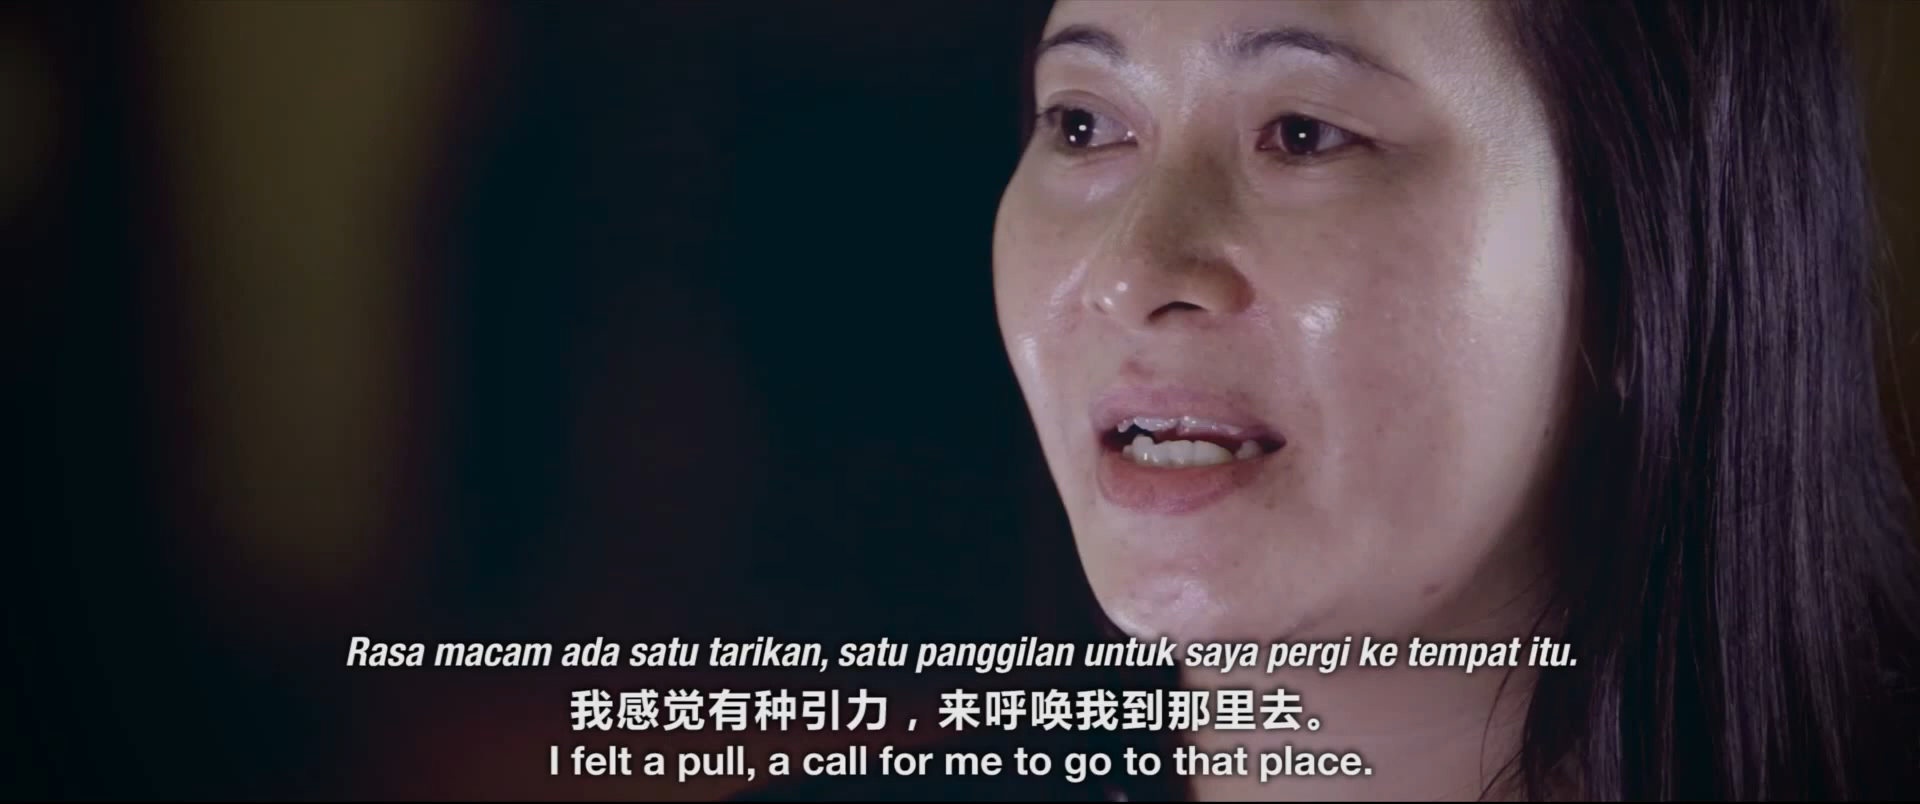 Rasa macam ada satu tarikan, satu panggilan untuk saya pergi ke tempat itu.
我感觉有种引力，来呼唤我到那里去。
I felt a pull, a call for me to go to that place.